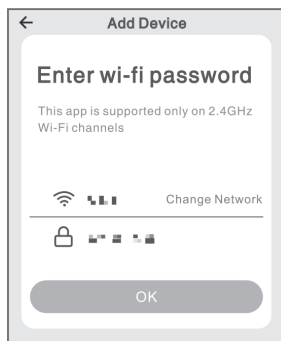 Add Device
Enter wi-fi password
This app is supported only on 2.4GHz
Wi-Fi channels
Change Network
OK